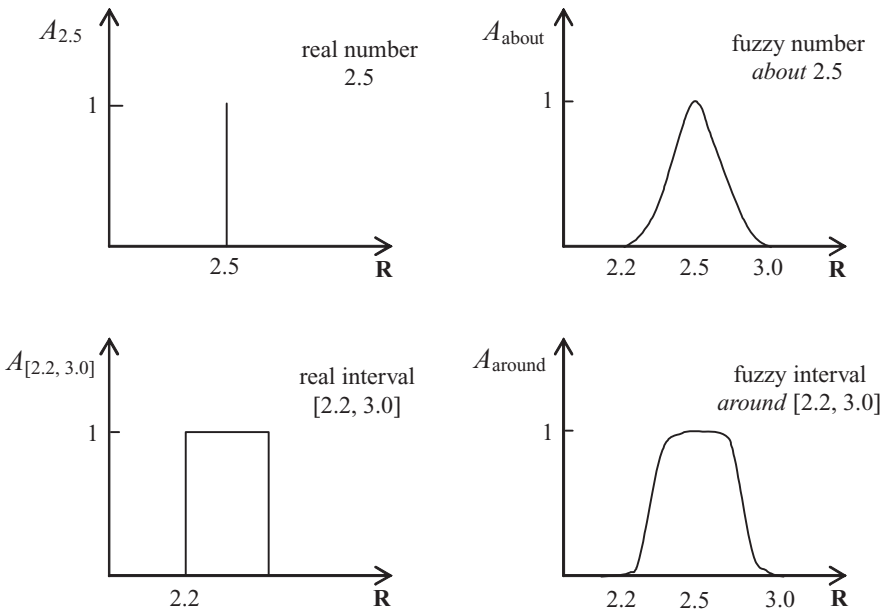 A2.5
real number
2.5
1
2.5
R
Aabout
fuzzy number
about 2.5
1
2.2 2.5 3.0 R
A[2.2, 3.0]
real interval
[2.2, 3.0]
1
2.2
R
Aaround
fuzzy interval
around [2.2, 3.0]
1
2.2 2.5 3.0 R